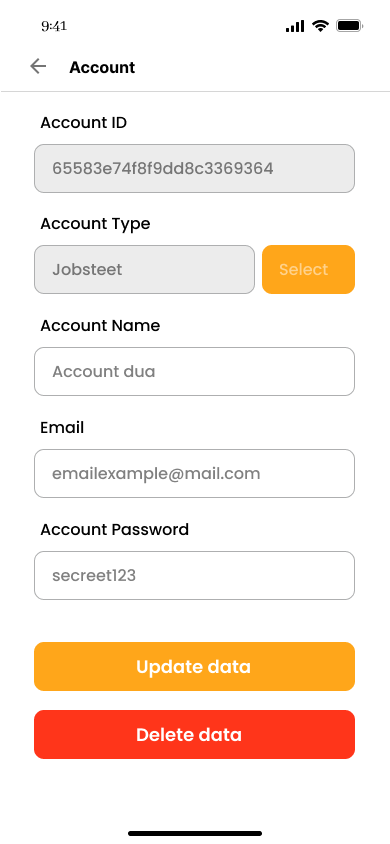 9:41
Account
Account ID
65583e74f8f9dd8c3369364
Account Type
Jobsteet
Select
Account Name
Account dua
Email
emailexample@mail.com
Account Password
secreet123
Update data
Delete data